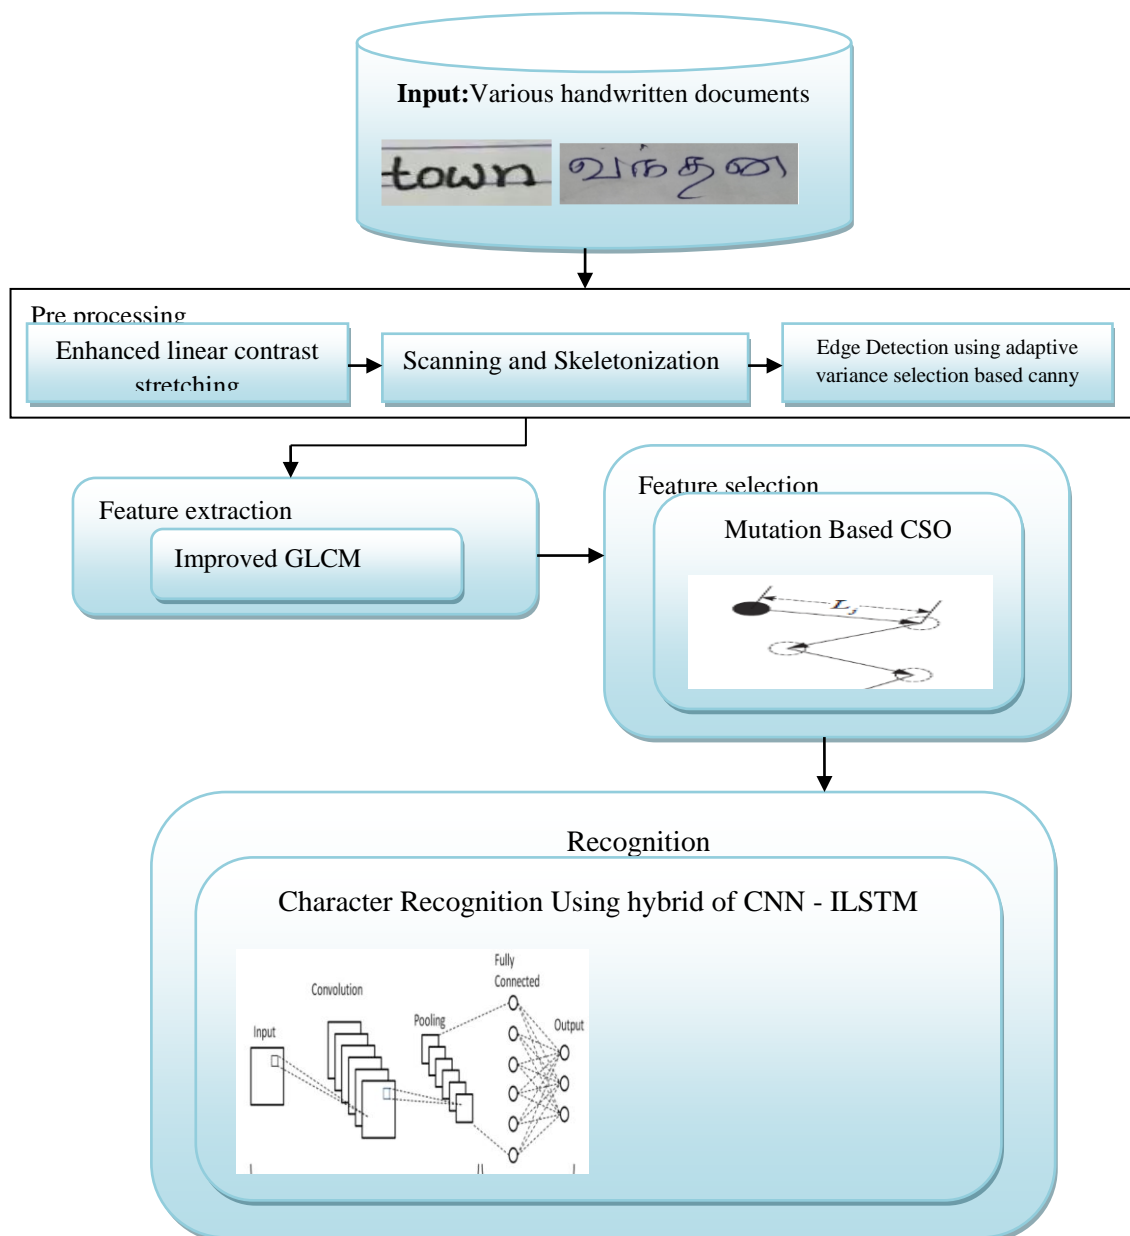 Input:Various handwritten documents
town
வந்தன
Pre processing
Enhanced linear contrast
stretching
Scanning and Skeletonization
Edge Detection using adaptive
variance selection based canny
Feature extraction
Improved GLCM
Feature selection
Mutation Based CSO
L_j
Recognition
Character Recognition Using hybrid of CNN - ILSTM
Fully
Connected
Convolution
Pooling
Output
Input